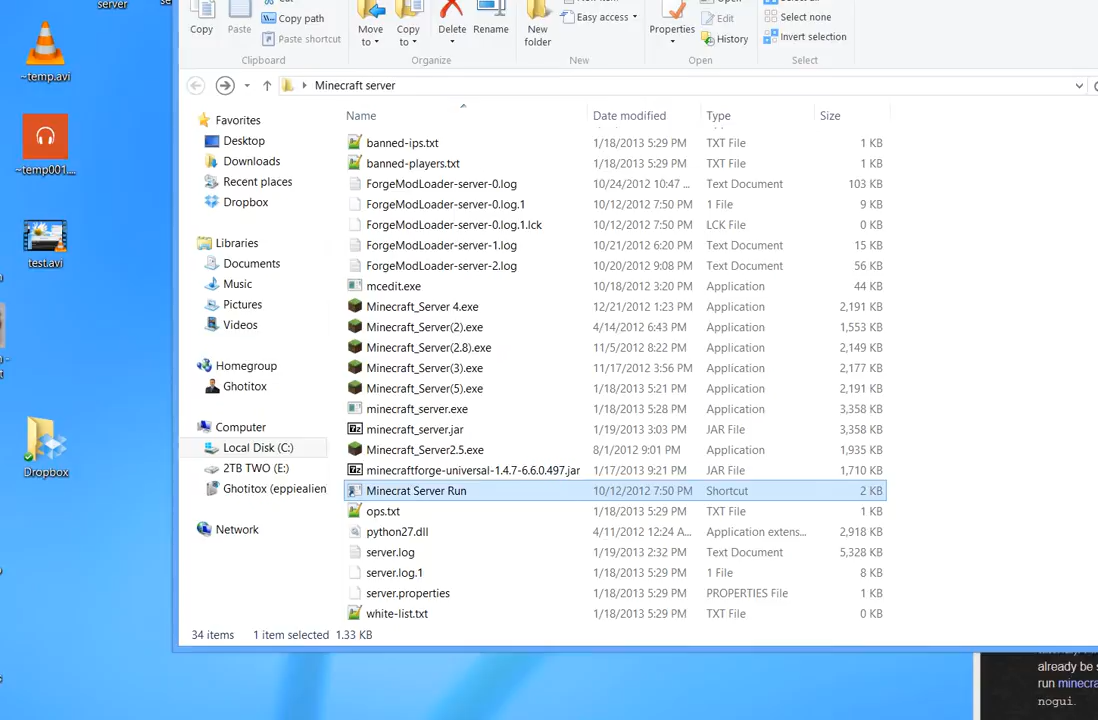 server
se
~temp.avi
~temp001....
test.avi
Dropbox
Copy
Paste
Copy path
Paste shortcut
Clipboard
Move to
Copy to
Delete
Rename
Organize
New folder
Easy access
New
Properties
Edit
History
Open
Select none
Invert selection
Select
Minecraft server
Favorites
Desktop
Downloads
Recent places
Dropbox
Libraries
Documents
Music
Pictures
Videos
Homegroup
Ghotitox
Computer
Local Disk (C:)
2TB TWO (E:)
Ghotitox (eppiealien
Network
Name Date modified Type Size
banned-ips.txt 1/18/2013 5:29 PM TXT File 1 KB
banned-players.txt 1/18/2013 5:29 PM TXT File 1 KB
ForgeModLoader-server-0.log 10/24/2012 10:47 ... Text Document 103 KB
ForgeModLoader-server-0.log.1 10/12/2012 7:50 PM 1 File 9 KB
ForgeModLoader-server-0.log.1.lck 10/12/2012 7:50 PM LCK File 0 KB
ForgeModLoader-server-1.log 10/21/2012 6:20 PM Text Document 15 KB
ForgeModLoader-server-2.log 10/20/2012 9:08 PM Text Document 56 KB
mcedit.exe 10/18/2012 3:20 PM Application 44 KB
Minecraft_Server 4.exe 12/21/2012 1:23 PM Application 2,191 KB
Minecraft_Server(2).exe 4/14/2012 6:43 PM Application 1,553 KB
Minecraft_Server(2.8).exe 11/5/2012 8:22 PM Application 2,149 KB
Minecraft_Server(3).exe 11/17/2012 3:56 PM Application 2,177 KB
Minecraft_Server(5).exe 1/18/2013 5:21 PM Application 2,191 KB
minecraft_server.exe 1/18/2013 5:28 PM Application 3,358 KB
minecraft_server.jar 1/19/2013 3:03 PM JAR File 3,358 KB
Minecraft_Server2.5.exe 8/1/2012 9:01 PM Application 1,935 KB
minecraftforge-universal-1.4.7-6.6.0.497.jar 1/17/2013 9:21 PM JAR File 1,710 KB
Minecrat Server Run 10/12/2012 7:50 PM Shortcut 2 KB
ops.txt 1/18/2013 5:29 PM TXT File 1 KB
python27.dll 4/11/2012 12:24 A... Application extens... 2,918 KB
server.log 1/19/2013 2:32 PM Text Document 5,328 KB
server.log.1 1/18/2013 5:29 PM 1 File 8 KB
server.properties 1/18/2013 5:29 PM PROPERTIES File 1 KB
white-list.txt 1/18/2013 5:29 PM TXT File 0 KB
34 items 1 item selected 1.33 KB
already be s
run minecra
nogui.